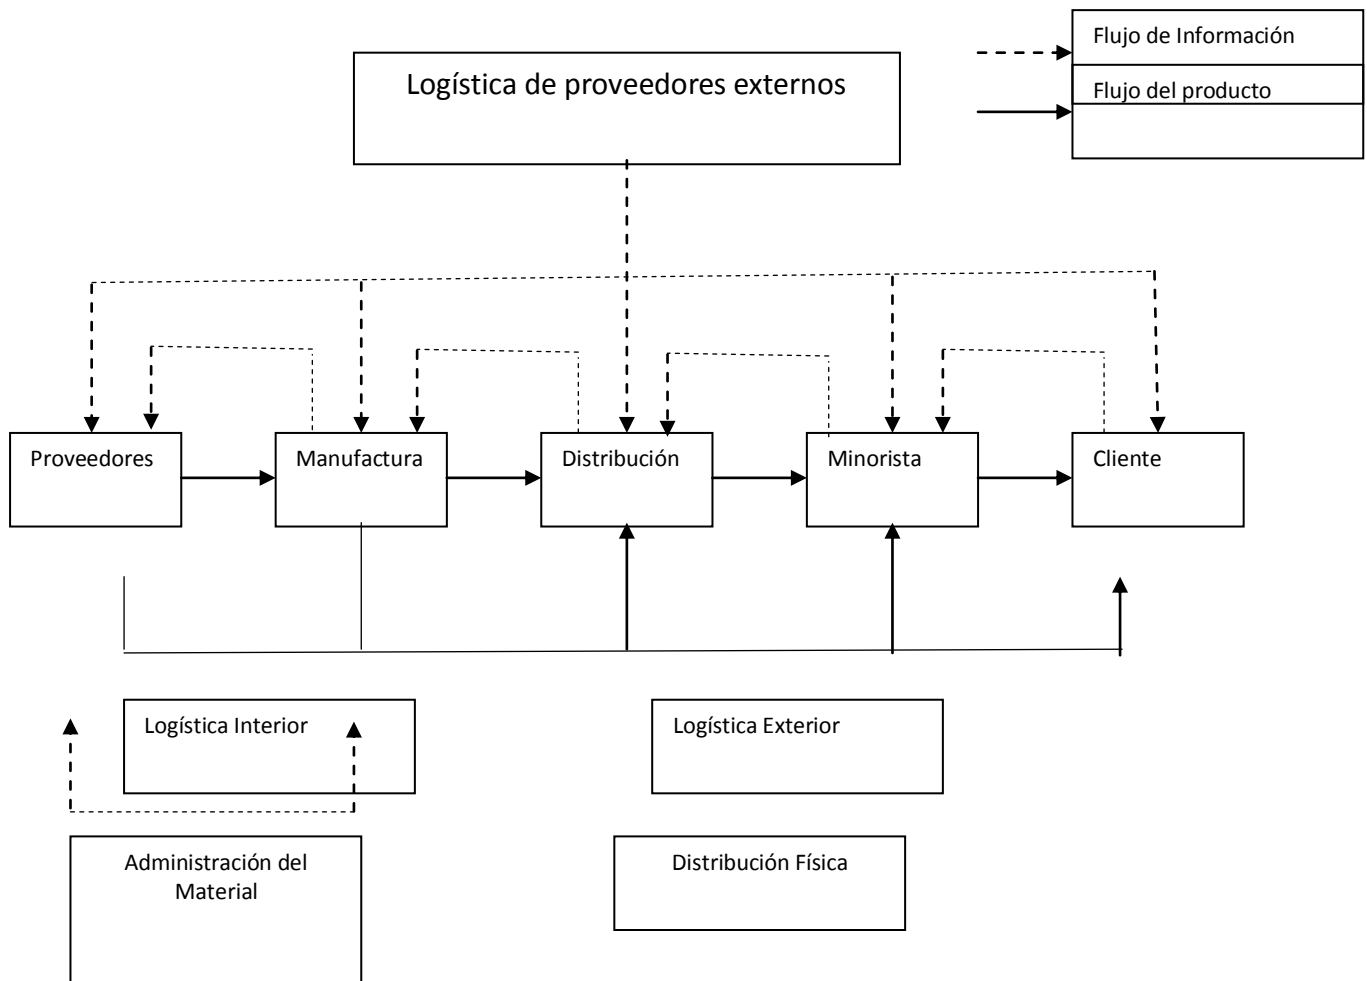 Flujo de Información
Logística de proveedores externos
Flujo del producto
Proveedores
Manufactura
Distribución
Minorista
Cliente
Logística Interior
Logística Exterior
Administración del
Material
Distribución Física